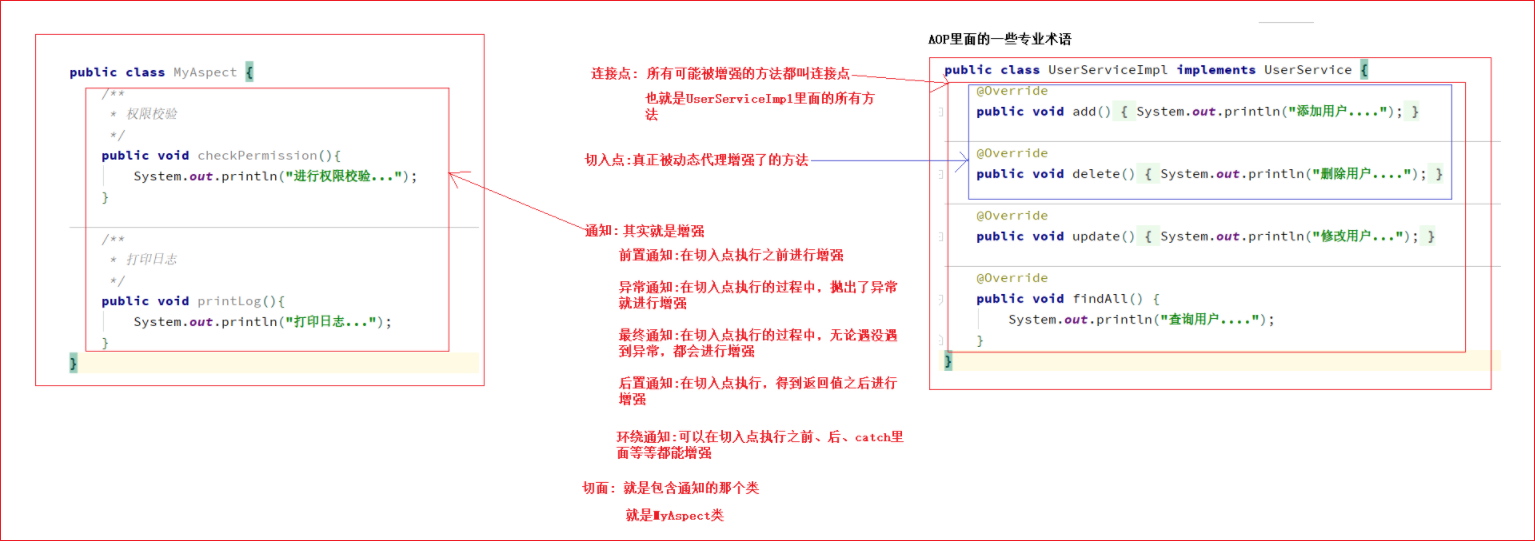 public class MyAspect {
/**
* 权限校验
*/
public void checkPermission(){
System.out.println("进行权限校验...");
}
/**
* 打印日志
*/
public void printLog(){
System.out.println("打印日志...");
}
}
连接点: 所有可能被增强的方法都叫连接点
也就是UserServiceImpl里面的所有方
法
切入点:真正被动态代理增强了的方法
通知:其实就是增强
前置通知:在切入点执行之前进行增强
异常通知:在切入点执行的过程中，抛出了异常
就进行增强
最终通知:在切入点执行的过程中，无论遇没遇
到异常，都会进行增强
后置通知:在切入点执行，得到返回值之后进行
增强
环绕通知:可以在切入点执行之前、后、catch里
面等等都能增强
切面: 就是包含通知的那个类
就是MyAspect类
AOP里面的一些专业术语
public class UserServiceImpl implements UserService {
@Override
public void add() { System.out.println("添加用户...."); }
@Override
public void delete() { System.out.println("删除用户...."); }
@Override
public void update() { System.out.println("修改用户..."); }
@Override
public void findAll() {
System.out.println("查询用户....");
}
}